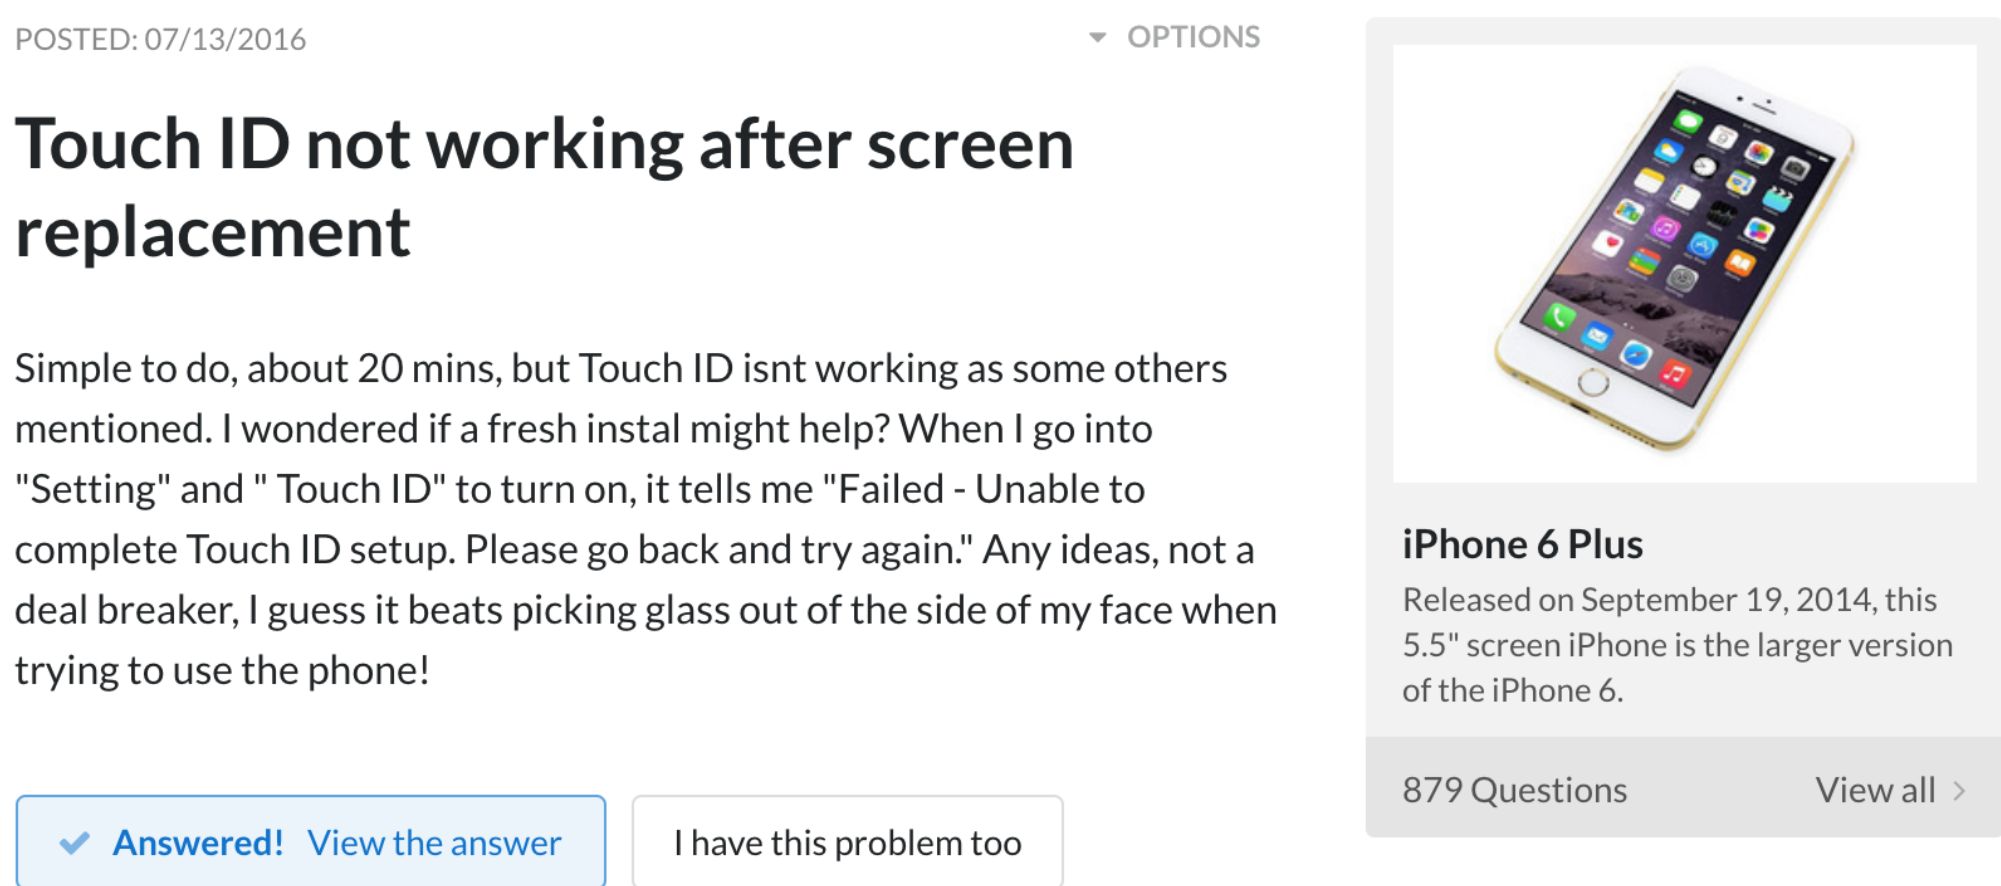 POSTED: 07/13/2016
OPTIONS
Touch ID not working after screen
replacement
Simple to do, about 20 mins, but Touch ID isnt working as some others
mentioned. I wondered if a fresh instal might help? When I go into
"Setting" and " Touch ID" to turn on, it tells me "Failed - Unable to
complete Touch ID setup. Please go back and try again." Any ideas, not a
deal breaker, I guess it beats picking glass out of the side of my face when
trying to use the phone!
Answered! View the answer
I have this problem too
iPhone 6 Plus
Released on September 19, 2014, this
5.5" screen iPhone is the larger version
of the iPhone 6.
879 Questions
View all